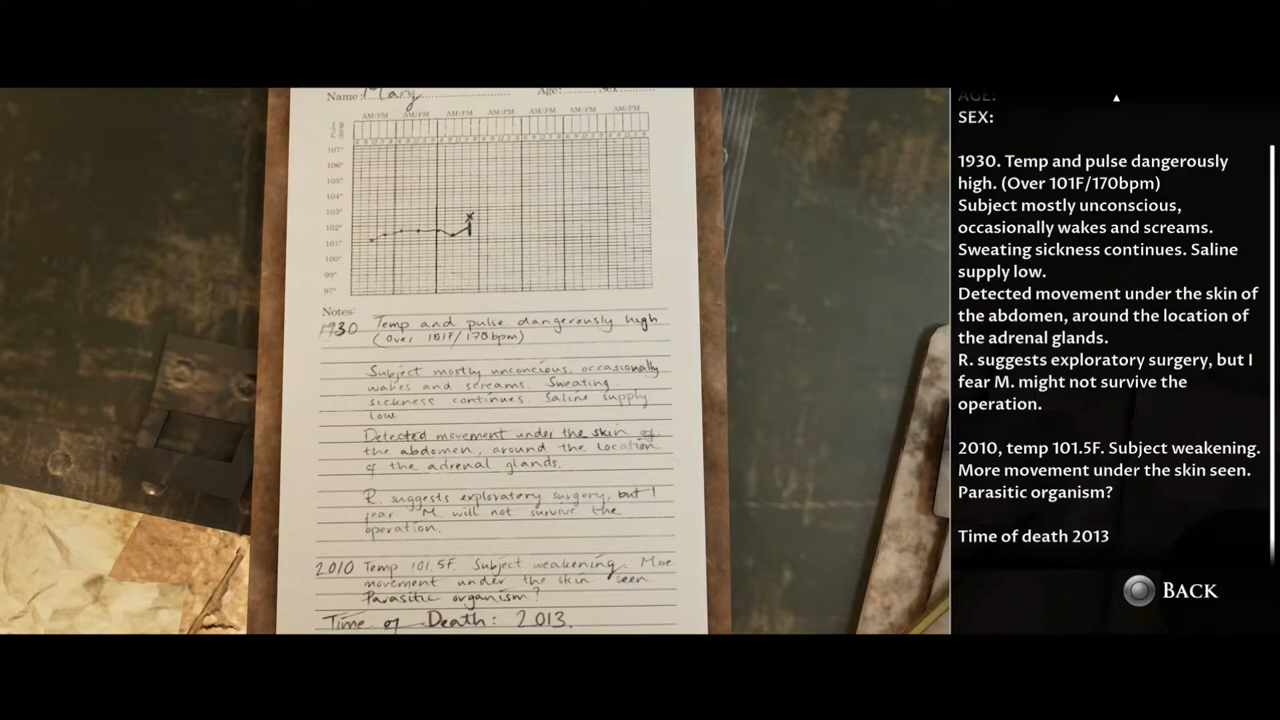 Name: Mary
Age:
Sex
AM/PM AM/PM AM/PM AM/PM AM/PM AM/PM AM/PM
107°
106°
105°
104°
103°
102°
101°
100°
99°
97°
Notes:
1930 Temp and pulse dangerously high
(Over 101F/170bpm)
Subject mostly unconcious, occasionally
wakes and screams. Sweating
sickness continues. Saline supply
low
Detected movement under the skin of
the abdomen, around the location
of the adrenal glands.
R. suggests exploratory surgery, but I
fear M. will not survive the
operation.
2010 Temp 101.5F. Subject weakening. More
movement under the skin seen
Parasitic organism?
Time of Death: 2013.
AGE:
SEX:
1930. Temp and pulse dangerously
high. (Over 101F/170bpm)
Subject mostly unconscious,
occasionally wakes and screams.
Sweating sickness continues. Saline
supply low.
Detected movement under the skin of
the abdomen, around the location of
the adrenal glands.
R. suggests exploratory surgery, but I
fear M. might not survive the
operation.
2010, temp 101.5F. Subject weakening.
More movement under the skin seen.
Parasitic organism?
Time of death 2013
BACK